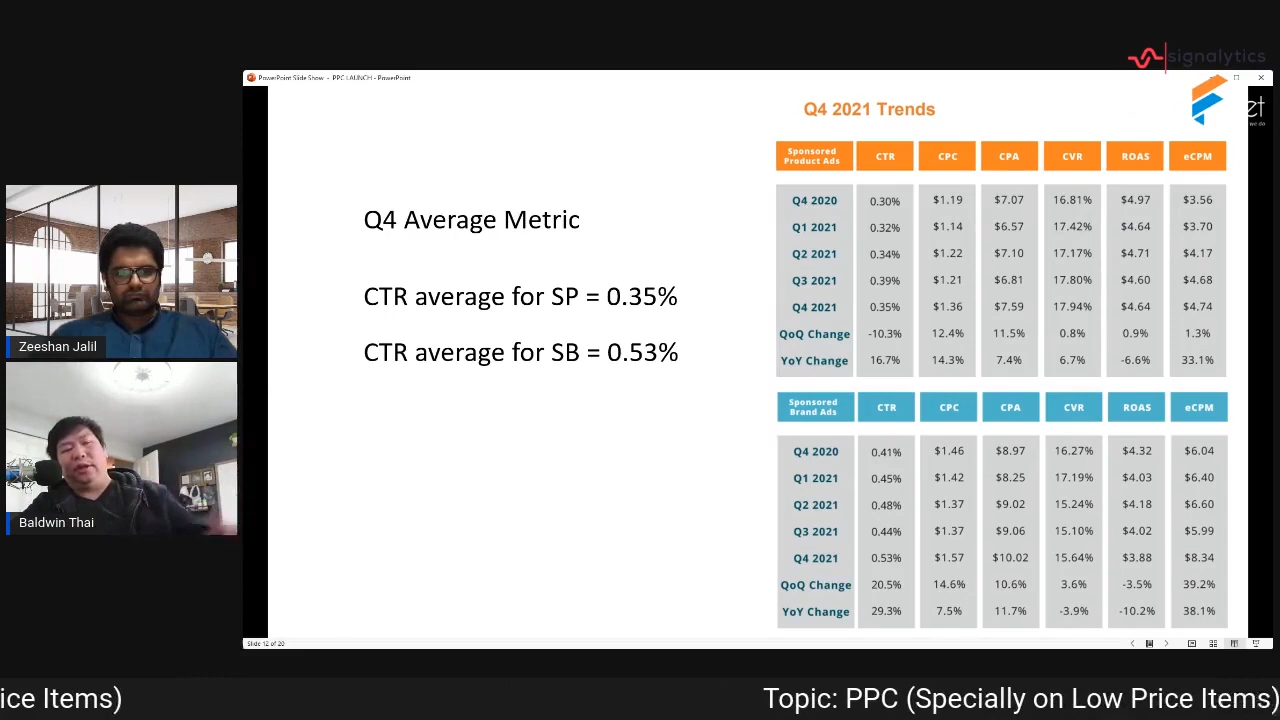 signalytics
PowerPoint Slide Show - PPC LAUNCH - PowerPoint
et
we do
Q4 2021 Trends
Q4 Average Metric
CTR average for SP = 0.35%
CTR average for SB = 0.53%
Sponsored
Product Ads CTR CPC CPA CVR ROAS eCPM
Q4 2020 0.30% $1.19 $7.07 16.81% $4.97 $3.56
Q1 2021 0.32% $1.14 $6.57 17.42% $4.64 $3.70
Q2 2021 0.34% $1.22 $7.10 17.17% $4.71 $4.17
Q3 2021 0.39% $1.21 $6.81 17.80% $4.60 $4.68
Q4 2021 0.35% $1.36 $7.59 17.94% $4.64 $4.74
QoQ Change -10.3% 12.4% 11.5% 0.8% 0.9% 1.3%
YoY Change 16.7% 14.3% 7.4% 6.7% -6.6% 33.1%
Sponsored
Brand Ads CTR CPC CPA CVR ROAS eCPM
Q4 2020 0.41% $1.46 $8.97 16.27% $4.32 $6.04
Q1 2021 0.45% $1.42 $8.25 17.19% $4.03 $6.40
Q2 2021 0.48% $1.37 $9.02 15.24% $4.18 $6.60
Q3 2021 0.44% $1.37 $9.06 15.10% $4.02 $5.99
Q4 2021 0.53% $1.57 $10.02 15.64% $3.88 $8.34
QoQ Change 20.5% 14.6% 10.6% 3.6% -3.5% 39.2%
YoY Change 29.3% 7.5% 11.7% -3.9% -10.2% 38.1%
Zeeshan Jalil
Baldwin Thai
Slide 12 of 20
ice Items) Topic: PPC (Specially on Low Price Items)